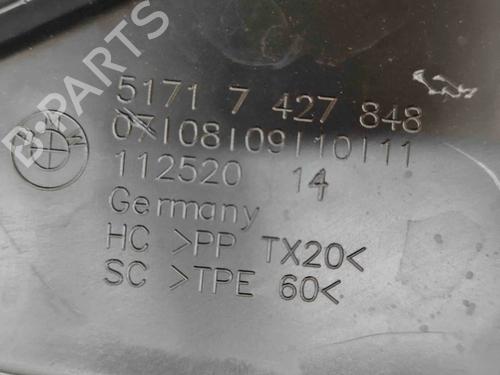 5171 7 427 848
07108109110111
112520 14
Germany
HC >PP TX20<
SC >TPE 60<
B-PARTS